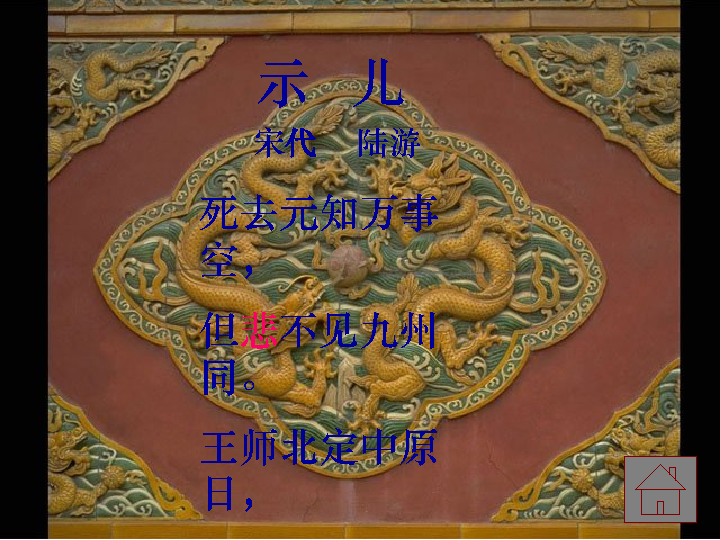 示 儿
宋代 陆游
死去元知万事
空，
但悲不见九州
同。
王师北定中原
日，